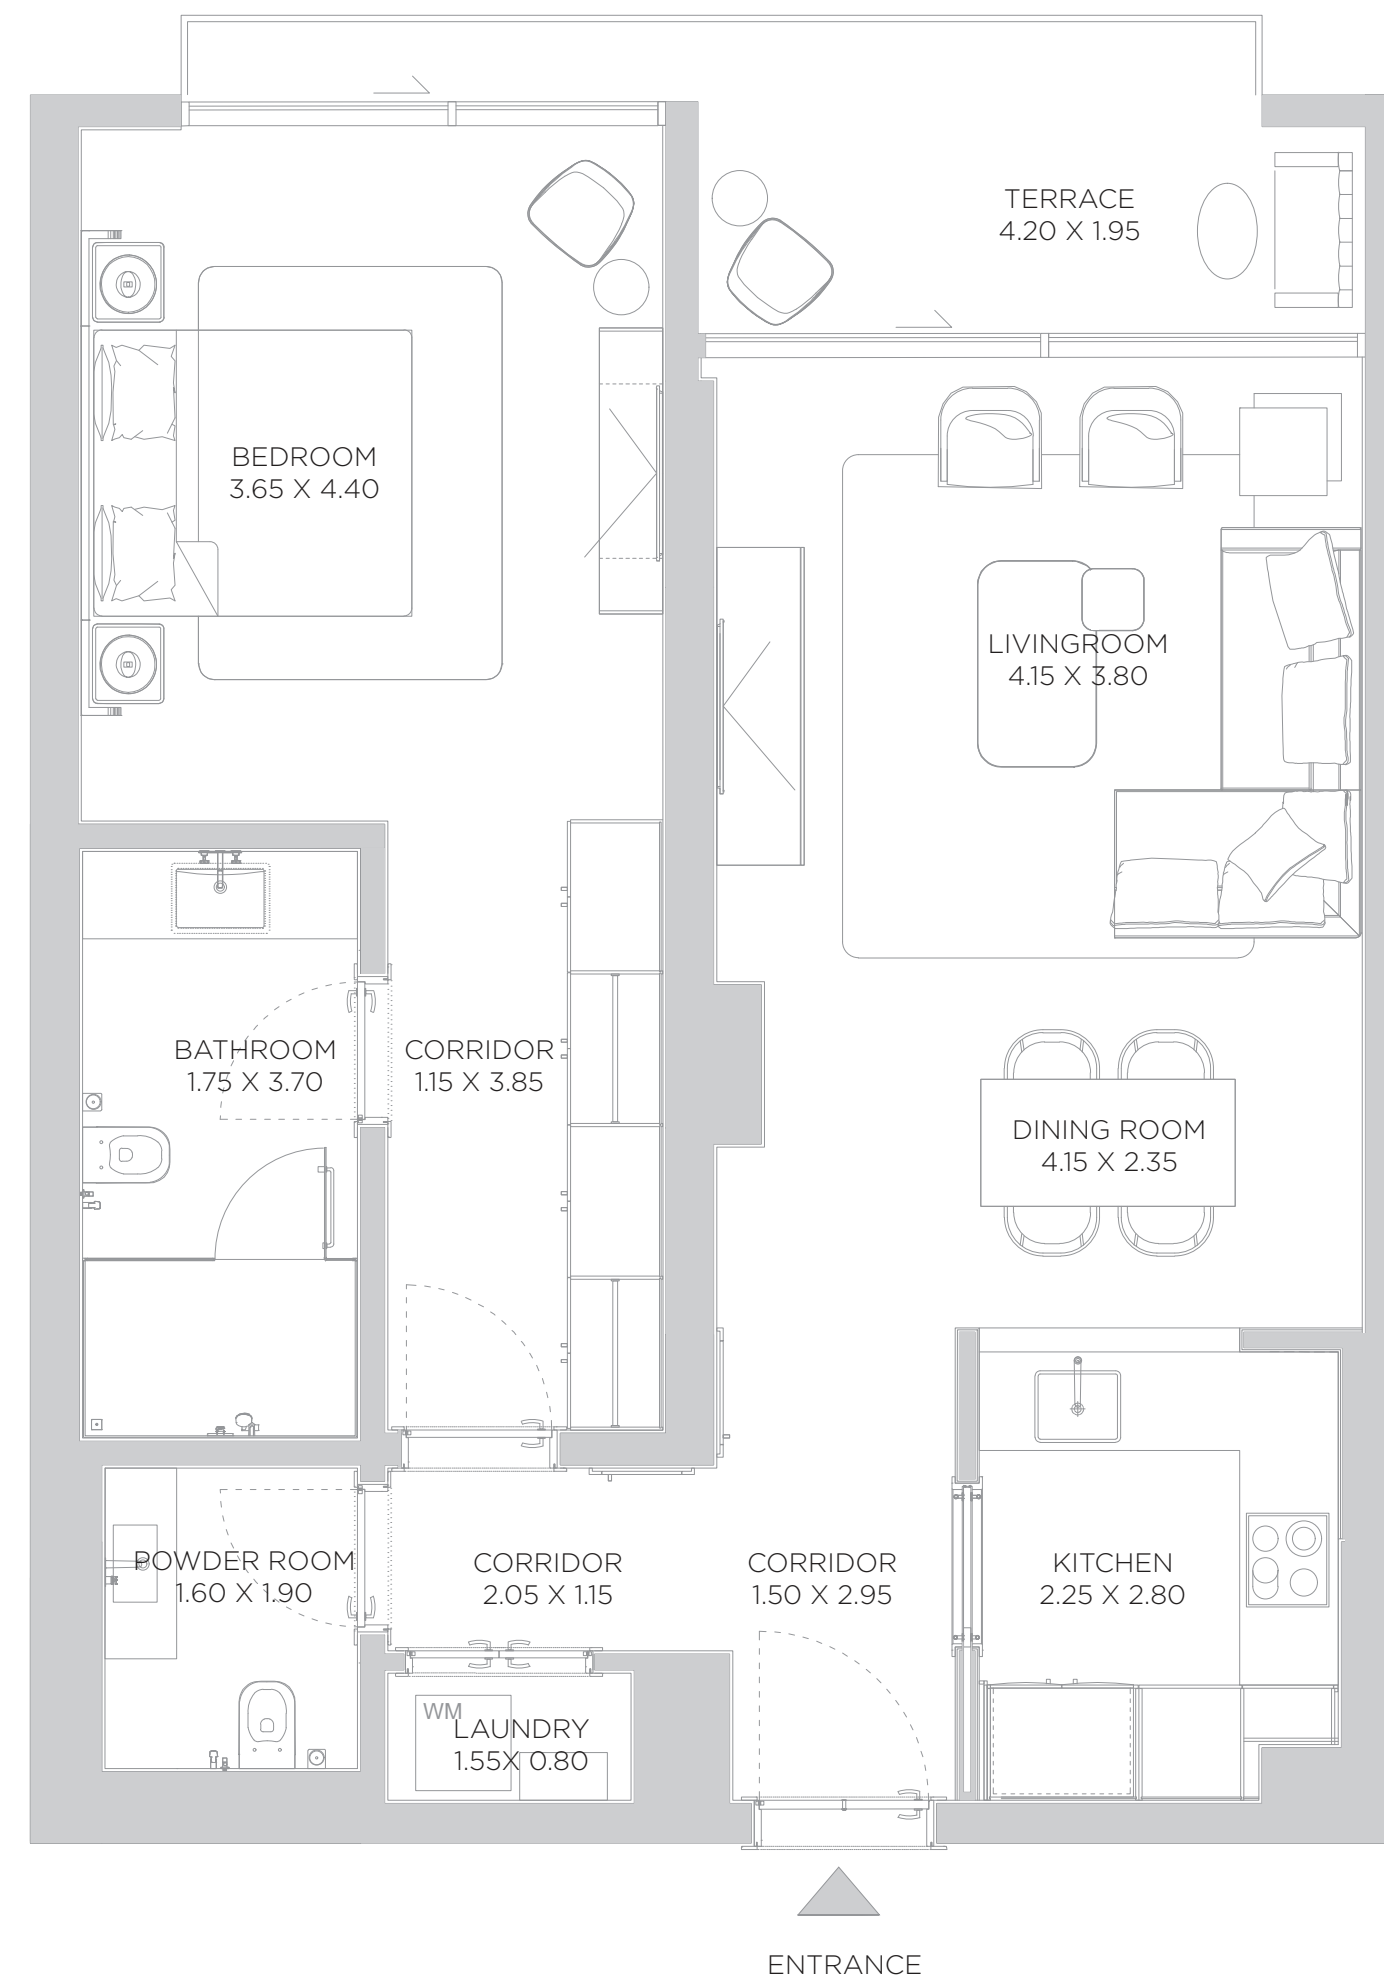 TERRACE
4.20 X 1.95
BEDROOM
3.65 X 4.40
LIVINGROOM
4.15 X 3.80
BATHROOM
1.75 X 3.70
CORRIDOR
1.15 X 3.85
DINING ROOM
4.15 X 2.35
POWDER ROOM
1.60 X 1.90
CORRIDOR
2.05 X 1.15
CORRIDOR
1.50 X 2.95
KITCHEN
2.25 X 2.80
WM
LAUNDRY
1.55X 0.80
ENTRANCE